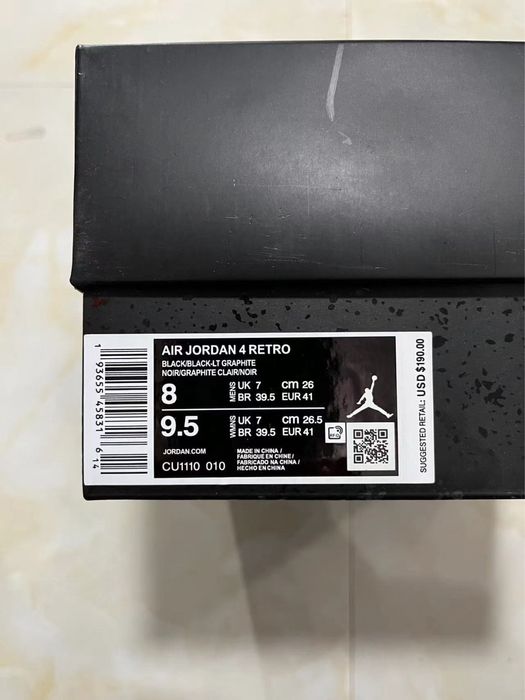 AIR JORDAN 4 RETRO
BLACK/BLACK-LT GRAPHITE
NOIR/GRAPHITE CLAIR/NOIR
8 MENS UK 7 cm 26
BR 39.5 EUR 41
9.5 WMNS UK 7 cm 26.5
BR 39.5 EUR 41
JORDAN.COM
CU1110 010
MADE IN CHINA /
FABRIQUE EN CHINE /
FABRICADO NA CHINA /
HECHO EN CHINA
1 93655 45831 6 14
SUGGESTED RETAIL: USD $190.00